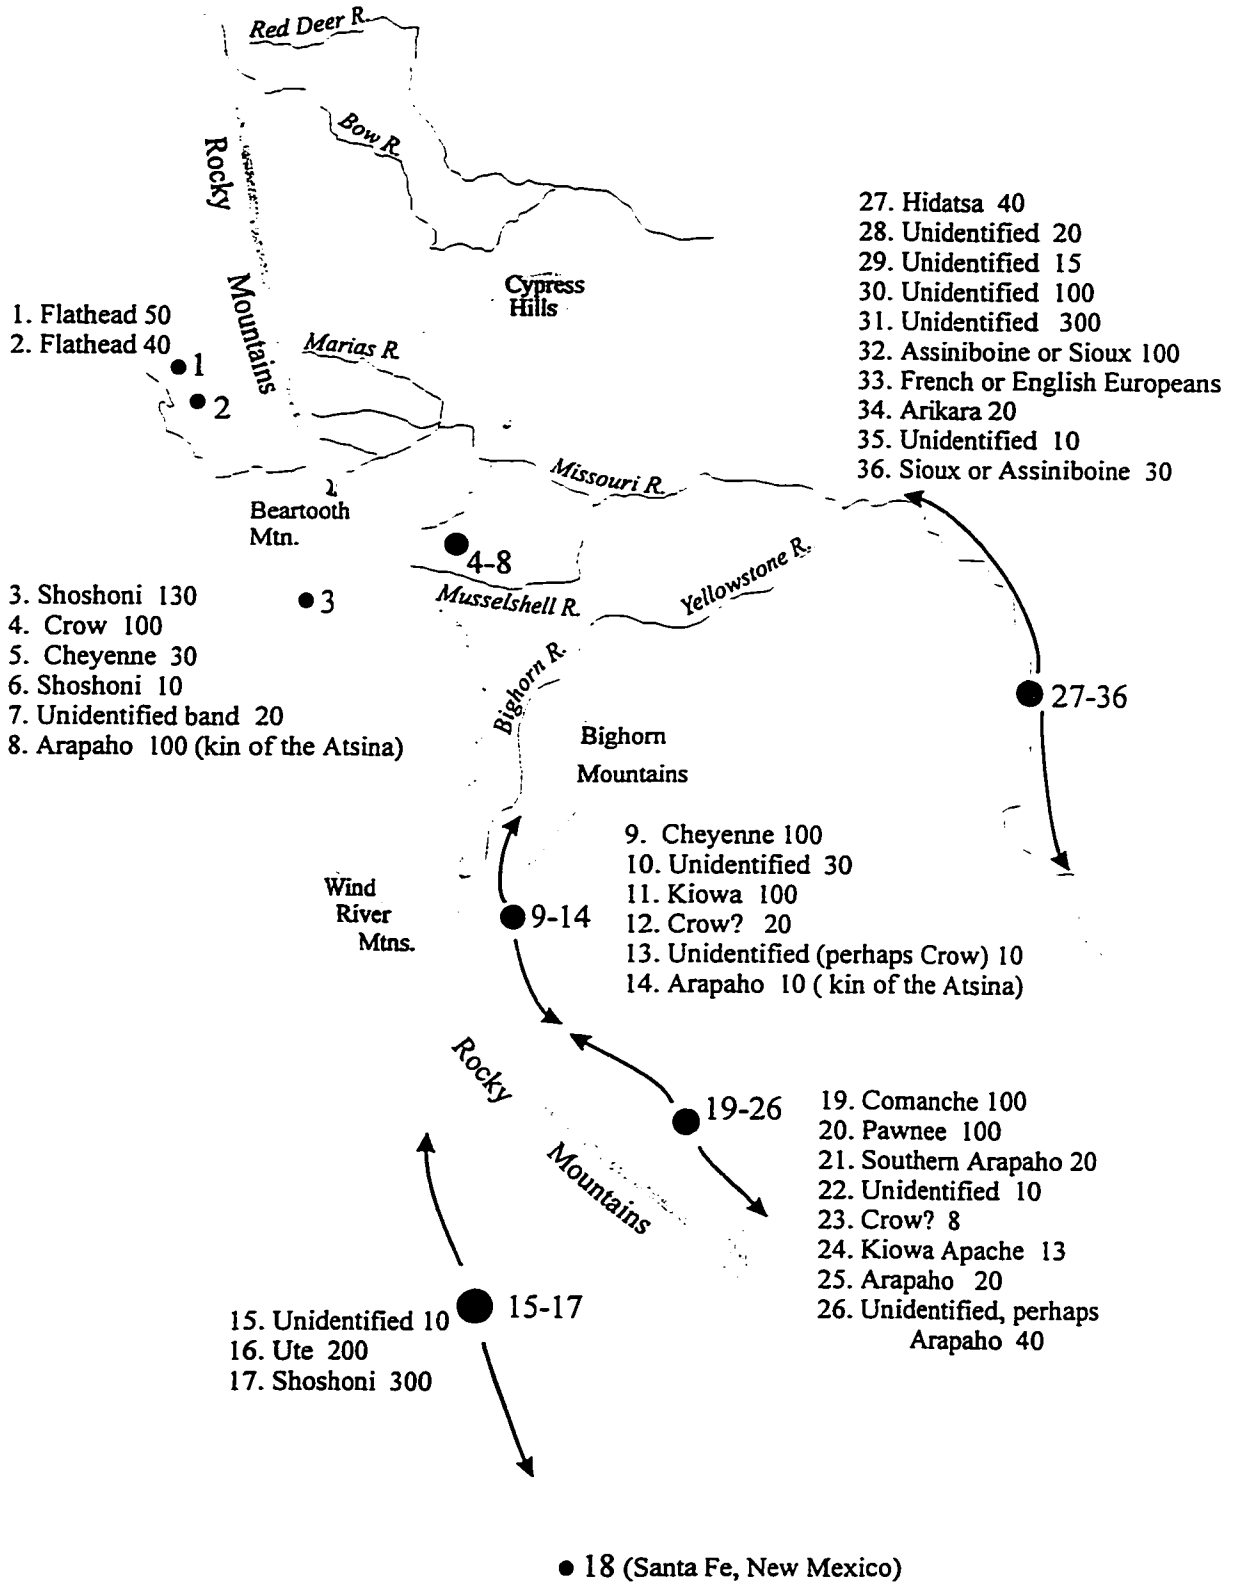 Red Deer R.
Bow R.
Rocky
Mountains
27. Hidatsa 40
28. Unidentified 20
29. Unidentified 15
30. Unidentified 100
31. Unidentified 300
32. Assiniboine or Sioux 100
33. French or English Europeans
34. Arikara 20
35. Unidentified 10
36. Sioux or Assiniboine 30
Cypress
Hills
1. Flathead 50
2. Flathead 40
1
2
Marias R
Missouri R.
Beartooth
Mtn.
4-8
Musselshell R.
Yellowstone R.
3. Shoshoni 130
4. Crow 100
5. Cheyenne 30
6. Shoshoni 10
7. Unidentified band 20
8. Arapaho 100 (kin of the Atsina)
3
Bighorn R.
27-36
Bighorn
Mountains
9. Cheyenne 100
10. Unidentified 30
11. Kiowa 100
12. Crow? 20
13. Unidentified (perhaps Crow) 10
14. Arapaho 10 ( kin of the Atsina)
Wind
River
Mtns.
9-14
Rocky
Mountains
19-26
19. Comanche 100
20. Pawnee 100
21. Southern Arapaho 20
22. Unidentified 10
23. Crow? 8
24. Kiowa Apache 13
25. Arapaho 20
26. Unidentified, perhaps
Arapaho 40
15-17
15. Unidentified 10
16. Ute 200
17. Shoshoni 300
18 (Santa Fe, New Mexico)